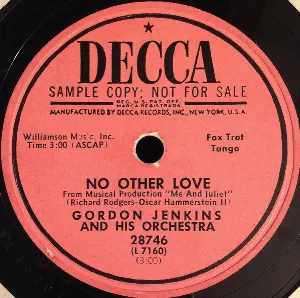 DECCA
SAMPLE COPY; NOT FOR SALE
REG. U.S. PAT. OFF.
MARCA REGISTRADA
MANUFACTURED BY DECCA RECORDS, INC., NEW YORK, U.S.A.
Williamson Music, Inc.
Time 3:00 (ASCAP)
Fox Trot
Tango
NO OTHER LOVE
From Musical Production "Me And Juliet"
(Richard Rodgers-Oscar Hammerstein II)
GORDON JENKINS
AND HIS ORCHESTRA
28746
(L 7160)
(3:00)